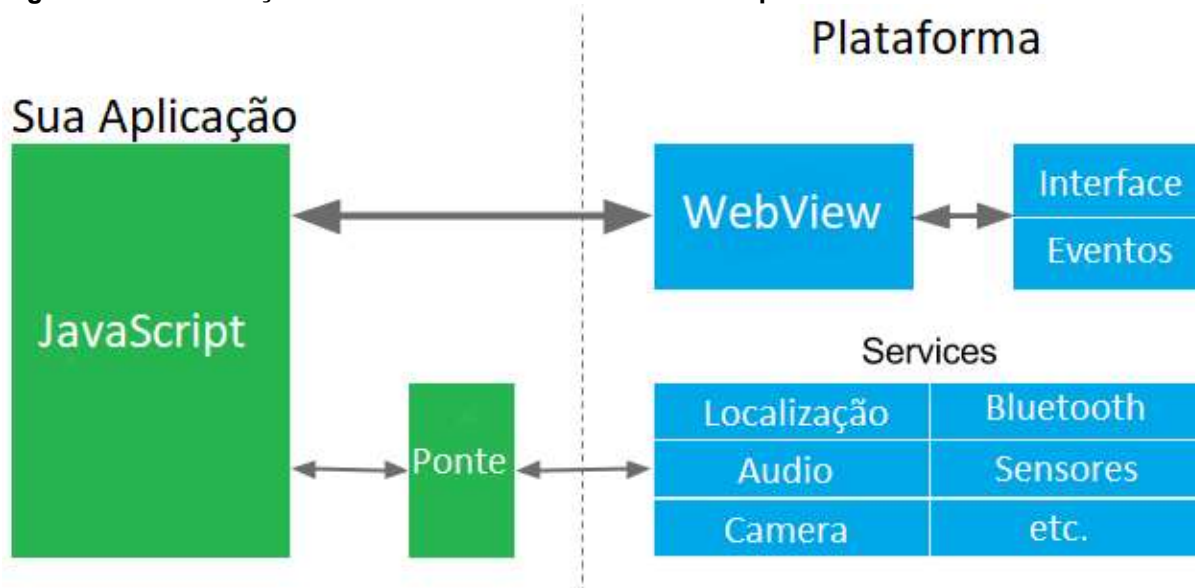 Plataforma
Sua Aplicação
JavaScript
WebView
Interface
Eventos
Ponte
Services
Localização
Bluetooth
Audio
Sensores
Camera
etc.